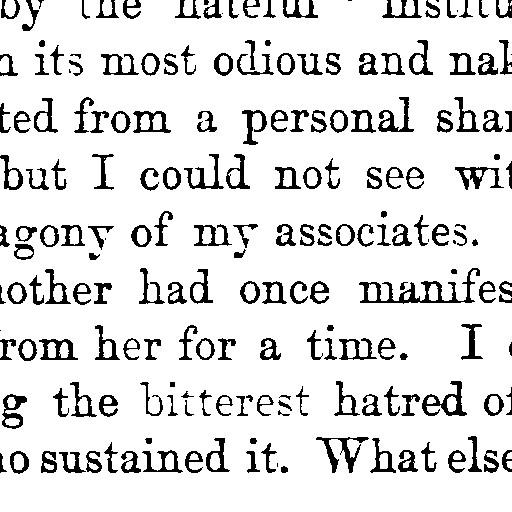 by the hateful institu
n its most odious and nak
ted from a personal shar
but I could not see wit
agony of my associates.
nother had once manifes
rom her for a time. I
g the bitterest hatred of
ho sustained it. What else